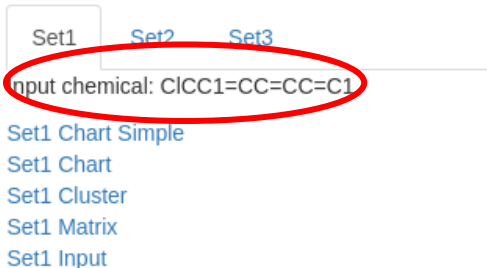 Set1 Set2 Set3
Input chemical: ClCC1=CC=CC=C1
Set1 Chart Simple
Set1 Chart
Set1 Cluster
Set1 Matrix
Set1 Input